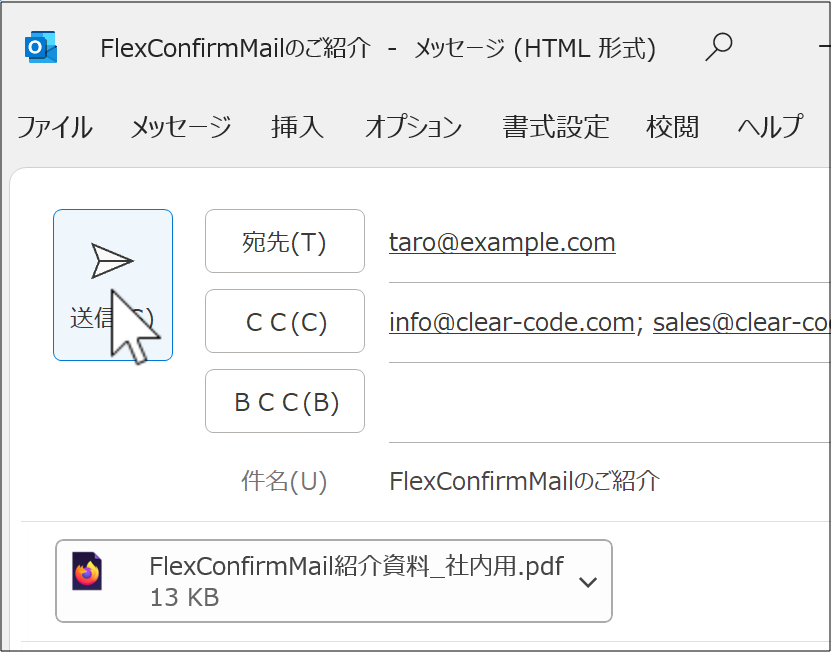 FlexConfirmMailのご紹介 - メッセージ (HTML 形式)
ファイル メッセージ 挿入 オプション 書式設定 校閲 ヘルプ
宛先(T) taro@example.com
送信(S)
CC(C) info@clear-code.com; sales@clear-co
BCC(B)
件名(U) FlexConfirmMailのご紹介
FlexConfirmMail紹介資料_社内用.pdf
13 KB